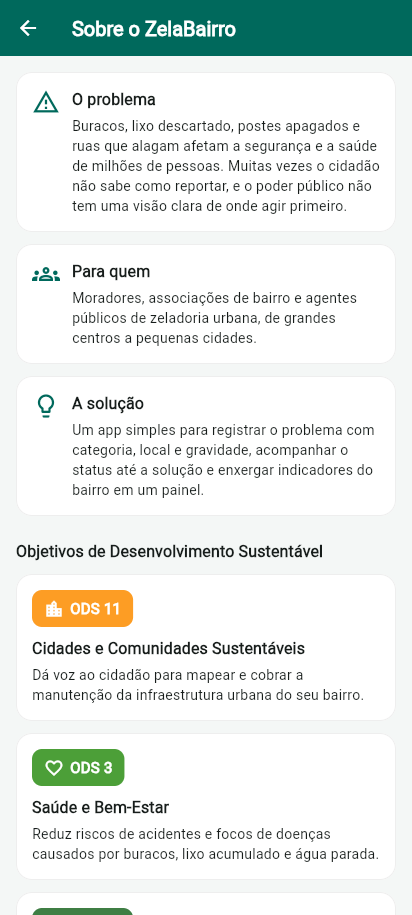 Sobre o ZelaBairro
O problema
Buracos, lixo descartado, postes apagados e
ruas que alagam afetam a segurança e a saúde
de milhões de pessoas. Muitas vezes o cidadão
não sabe como reportar, e o poder público não
tem uma visão clara de onde agir primeiro.
Para quem
Moradores, associações de bairro e agentes
públicos de zeladoria urbana, de grandes
centros a pequenas cidades.
A solução
Um app simples para registrar o problema com
categoria, local e gravidade, acompanhar o
status até a solução e enxergar indicadores do
bairro em um painel.
Objetivos de Desenvolvimento Sustentável
ODS 11
Cidades e Comunidades Sustentáveis
Dá voz ao cidadão para mapear e cobrar a
manutenção da infraestrutura urbana do seu bairro.
ODS 3
Saúde e Bem-Estar
Reduz riscos de acidentes e focos de doenças
causados por buracos, lixo acumulado e água parada.